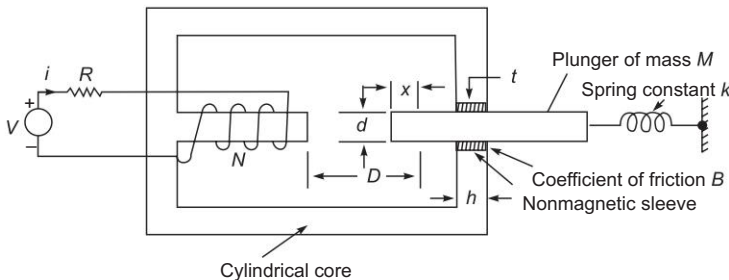 i
R
+
V
−
N
x
d
D
t
h
Plunger of mass M
Spring constant k
Coefficient of friction B
Nonmagnetic sleeve
Cylindrical core